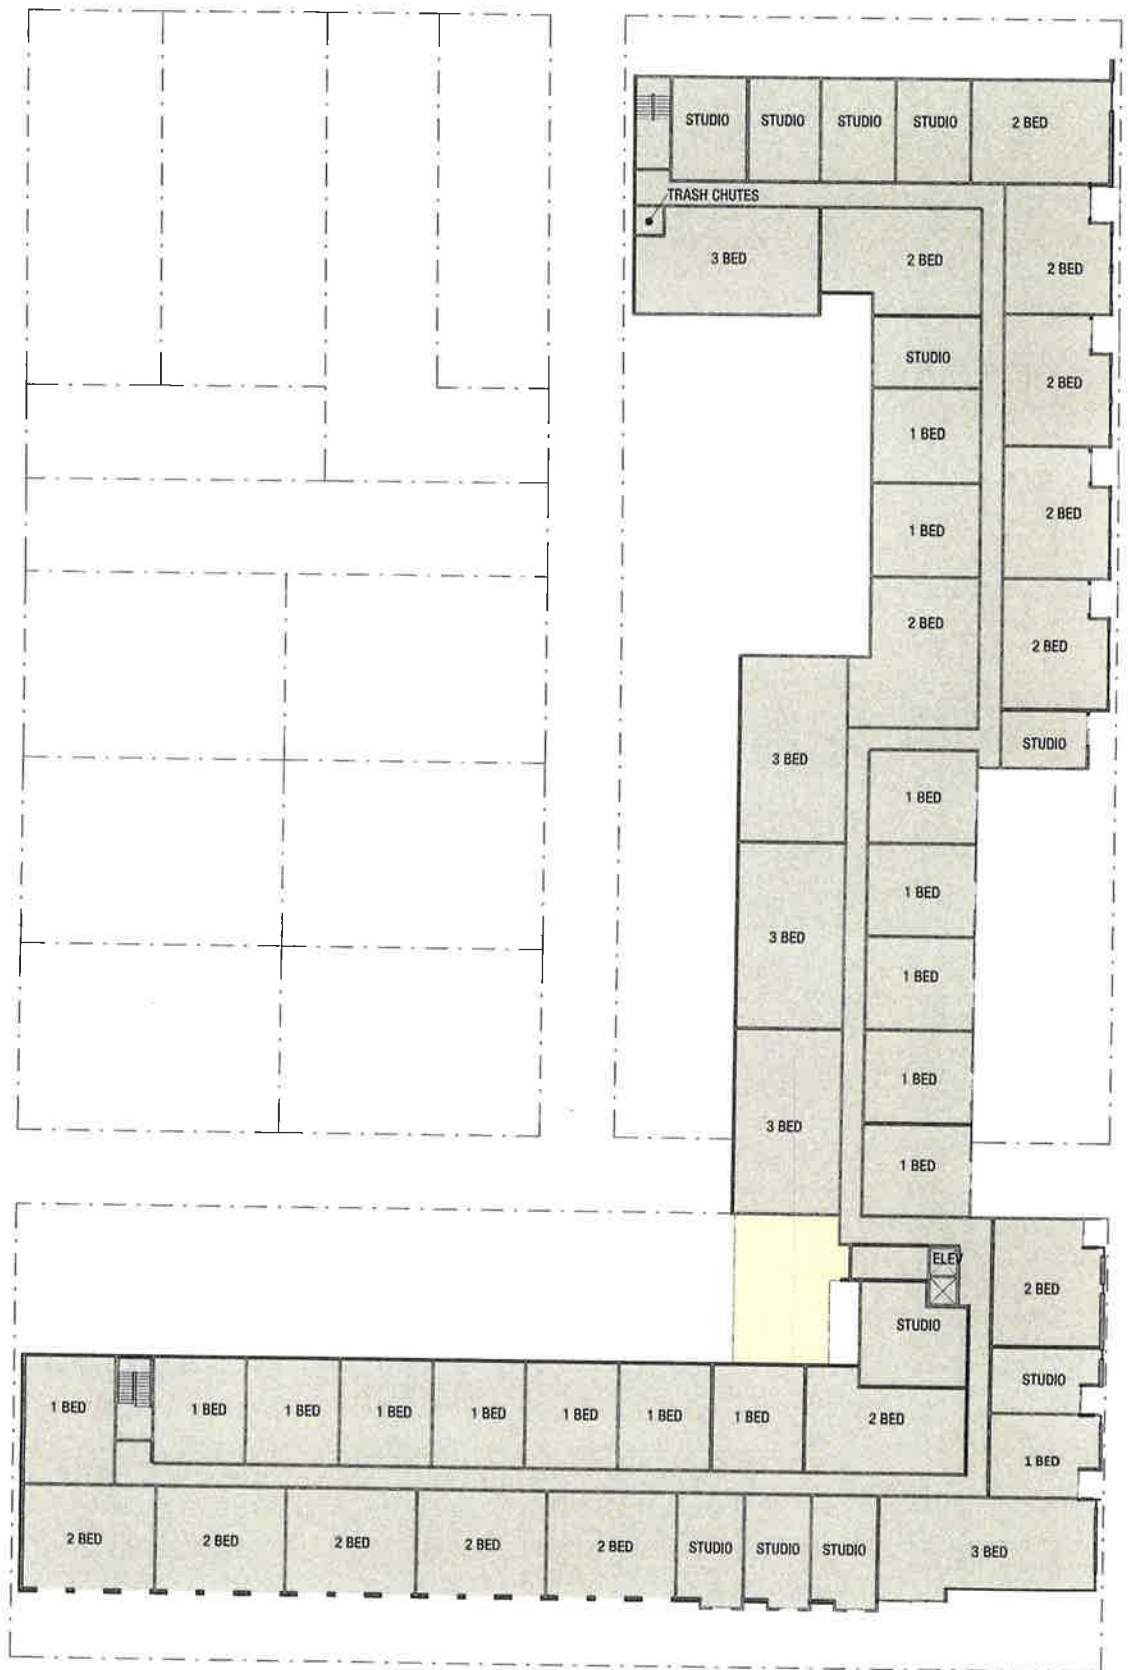 STUDIO STUDIO STUDIO STUDIO 2 BED
TRASH CHUTES
3 BED 2 BED 2 BED
STUDIO 2 BED
1 BED
1 BED 2 BED
2 BED 2 BED
STUDIO
3 BED 1 BED
1 BED
3 BED 1 BED
1 BED
3 BED 1 BED
ELEV
2 BED
STUDIO
STUDIO
1 BED 1 BED 1 BED 1 BED 1 BED 1 BED 1 BED 1 BED 2 BED
1 BED
2 BED 2 BED 2 BED 2 BED 2 BED STUDIO STUDIO STUDIO 3 BED